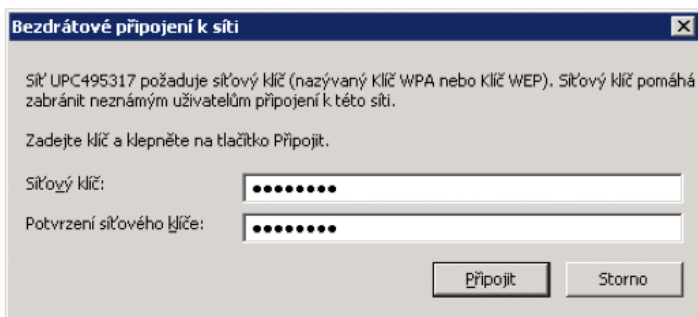 Bezdrátové připojení k síti
Síť UPC495317 požaduje síťový klíč (nazývaný Klíč WPA nebo Klíč WEP). Síťový klíč pomáhá
zabránit neznámým uživatelům připojení k této síti.
Zadejte klíč a klepněte na tlačítko Připojit.
Síťový klíč: ●●●●●●●●
Potvrzení síťového klíče: ●●●●●●●●
Připojit Storno